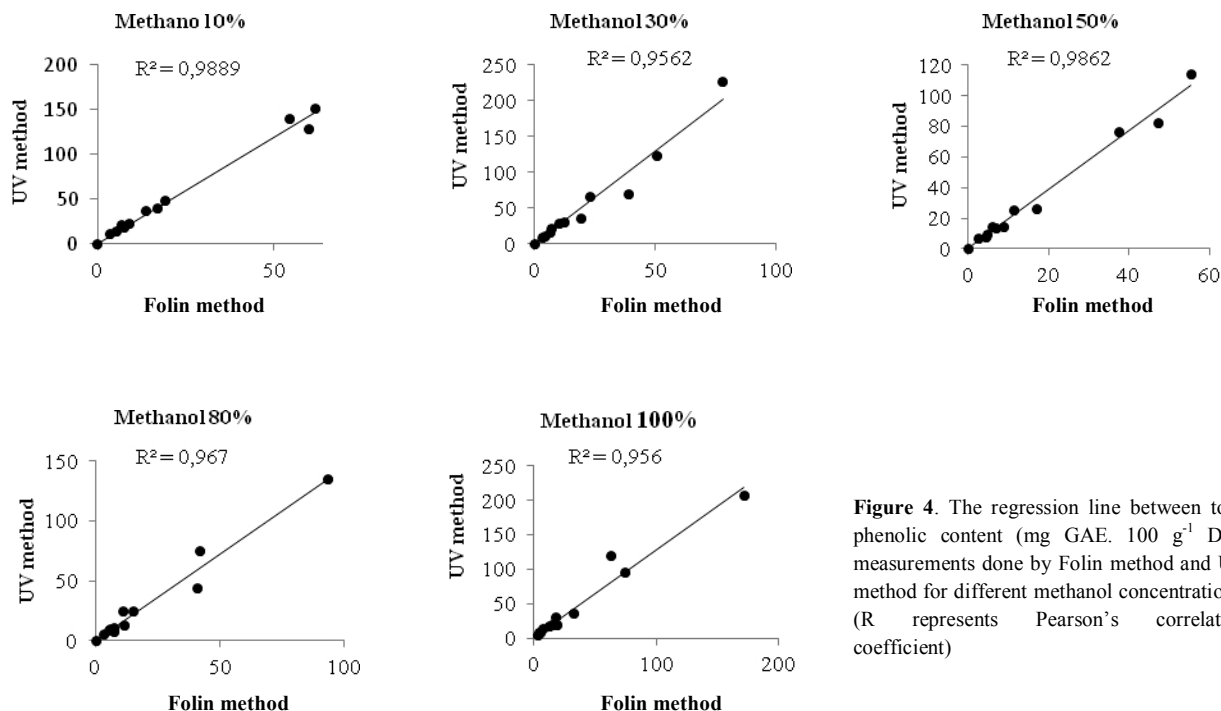 Methano 10%
R² = 0,9889
UV method
200
150
100
50
0
0
50
Folin method
Methanol 30%
R² = 0,9562
UV method
250
200
150
100
50
0
0
50
100
Folin method
Methanol 50%
R² = 0,9862
UV method
120
100
80
60
40
20
0
0
20
40
60
Folin method
Methanol 80%
R² = 0,967
UV method
150
100
50
0
0
100
50
Folin method
Methanol 100%
R² = 0,956
UV method
250
200
150
100
50
0
0
100
200
Folin method
Figure 4. The regression line between to
phenolic content (mg GAE. 100 g⁻¹ D
measurements done by Folin method and U
method for different methanol concentration
(R represents Pearson's correlat
coefficient)